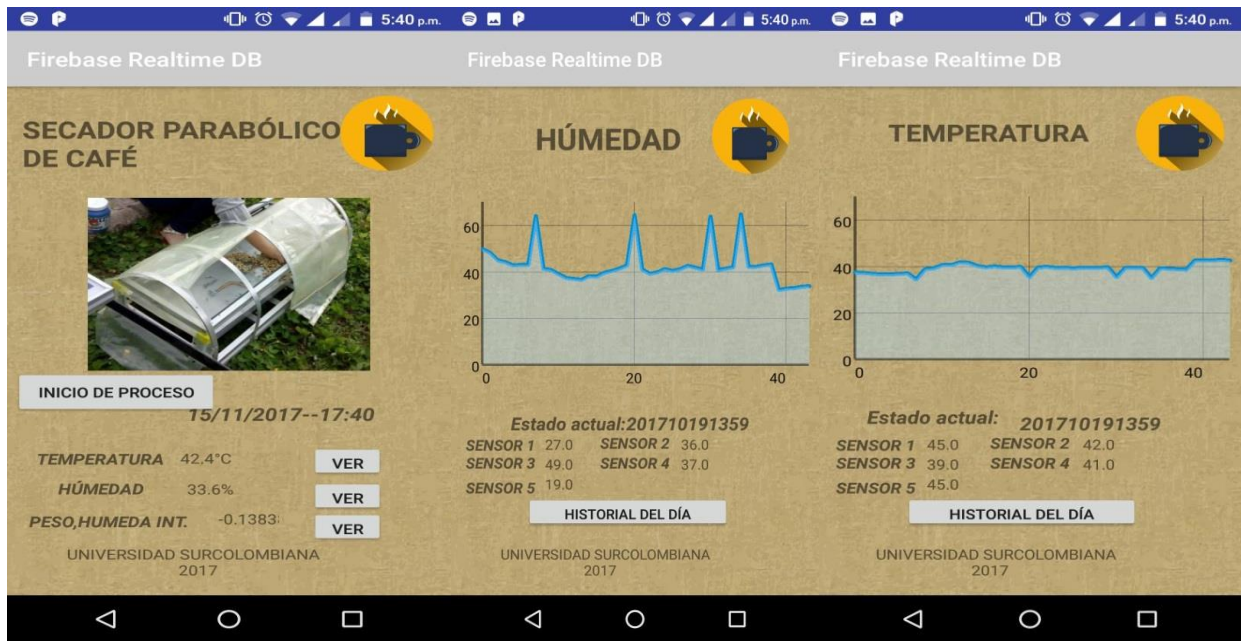 5:40 p.m.
Firebase Realtime DB
SECADOR PARABÓLICO
DE CAFÉ
INICIO DE PROCESO
15/11/2017--17:40
TEMPERATURA 42.4°C VER
HÚMEDAD 33.6% VER
PESO,HUMEDA INT. -0.1383 VER
UNIVERSIDAD SURCOLOMBIANA
2017
5:40 p.m.
Firebase Realtime DB
HÚMEDAD
60
40
20
0
0 20 40
Estado actual:201710191359
SENSOR 1 27.0 SENSOR 2 36.0
SENSOR 3 49.0 SENSOR 4 37.0
SENSOR 5 19.0
HISTORIAL DEL DÍA
UNIVERSIDAD SURCOLOMBIANA
2017
5:40 p.m.
Firebase Realtime DB
TEMPERATURA
60
40
20
0
0 20 40
Estado actual: 201710191359
SENSOR 1 45.0 SENSOR 2 42.0
SENSOR 3 39.0 SENSOR 4 41.0
SENSOR 5 45.0
HISTORIAL DEL DÍA
UNIVERSIDAD SURCOLOMBIANA
2017